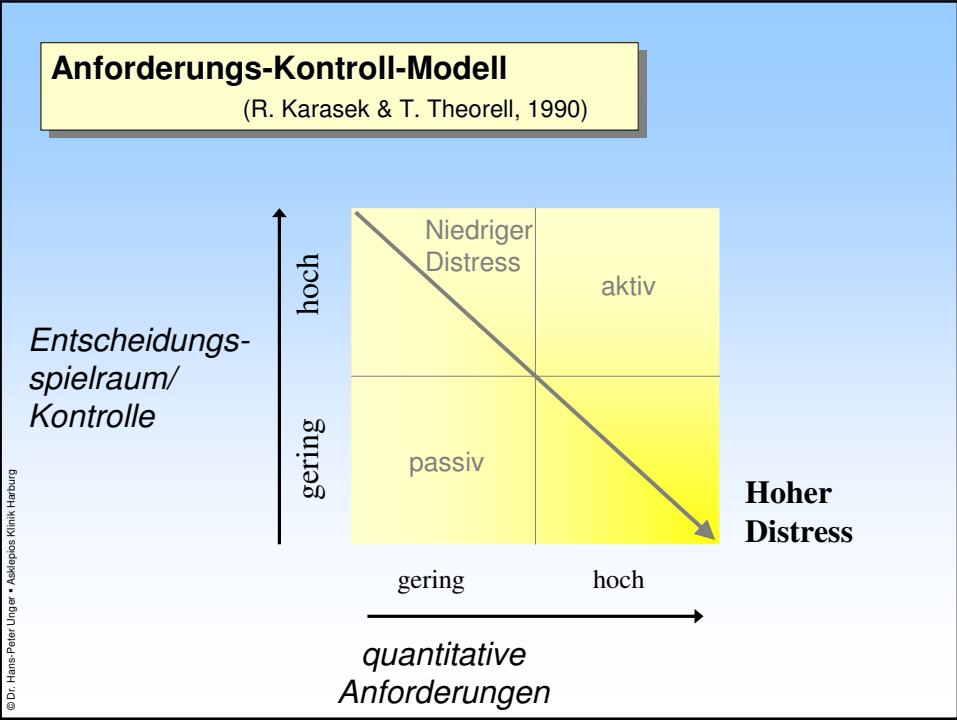 Anforderungs-Kontroll-Modell
(R. Karasek & T. Theorell, 1990)
Niedriger
Distress
aktiv
hoch
Entscheidungs-
spielraum/
Kontrolle
gering
passiv
Hoher
Distress
gering hoch
quantitative
Anforderungen
© Dr. Hans-Peter Unger ▪ Asklepios Klinik Harburg